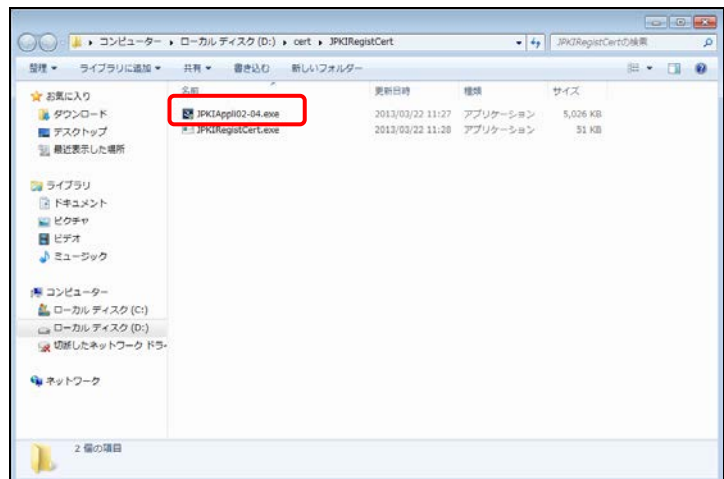 コンピューター ▸ ローカル ディスク (D:) ▸ cert ▸ JPKIRegistCert
JPKIRegistCertの検索
整理 ライブラリに追加 共有 書き込む 新しいフォルダー
名前 更新日時 種類 サイズ
JPKIAppli02-04.exe 2013/03/22 11:27 アプリケーション 5,026 KB
JPKIRegistCert.exe 2013/03/22 11:28 アプリケーション 51 KB
お気に入り
ダウンロード
デスクトップ
最近表示した場所
ライブラリ
ドキュメント
ピクチャ
ビデオ
ミュージック
コンピューター
ローカル ディスク (C:)
ローカル ディスク (D:)
切断したネットワーク ドラ
ネットワーク
2 個の項目